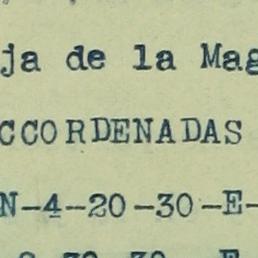 ja de la Mag
CCORDENADAS
N-4-20-30-E-